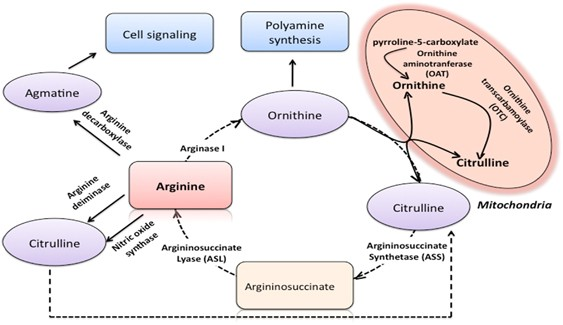 Cell signaling
Polyamine
synthesis
pyrroline-5-carboxylate
Ornithine
aminotranferase
(OAT)
Ornithine
Ornithine
transcarbamoylase
(OTC)
Citrulline
Mitochondria
Agmatine
Arginine
decarboxylase
Ornithine
Arginase I
Arginine
Arginine
deiminase
Nitric oxide
synthase
Citrulline
Citrulline
Argininosuccinate
Lyase (ASL)
Argininosuccinate
Synthetase (ASS)
Argininosuccinate